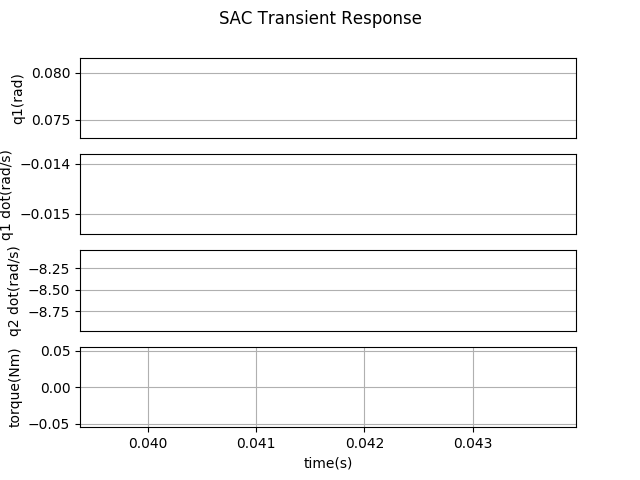 SAC Transient Response
q1(rad)
0.080
0.075
q1 dot(rad/s)
−0.014
−0.015
q2 dot(rad/s)
−8.25
−8.50
−8.75
torque(Nm)
0.05
0.00
−0.05
0.040 0.041 0.042 0.043
time(s)